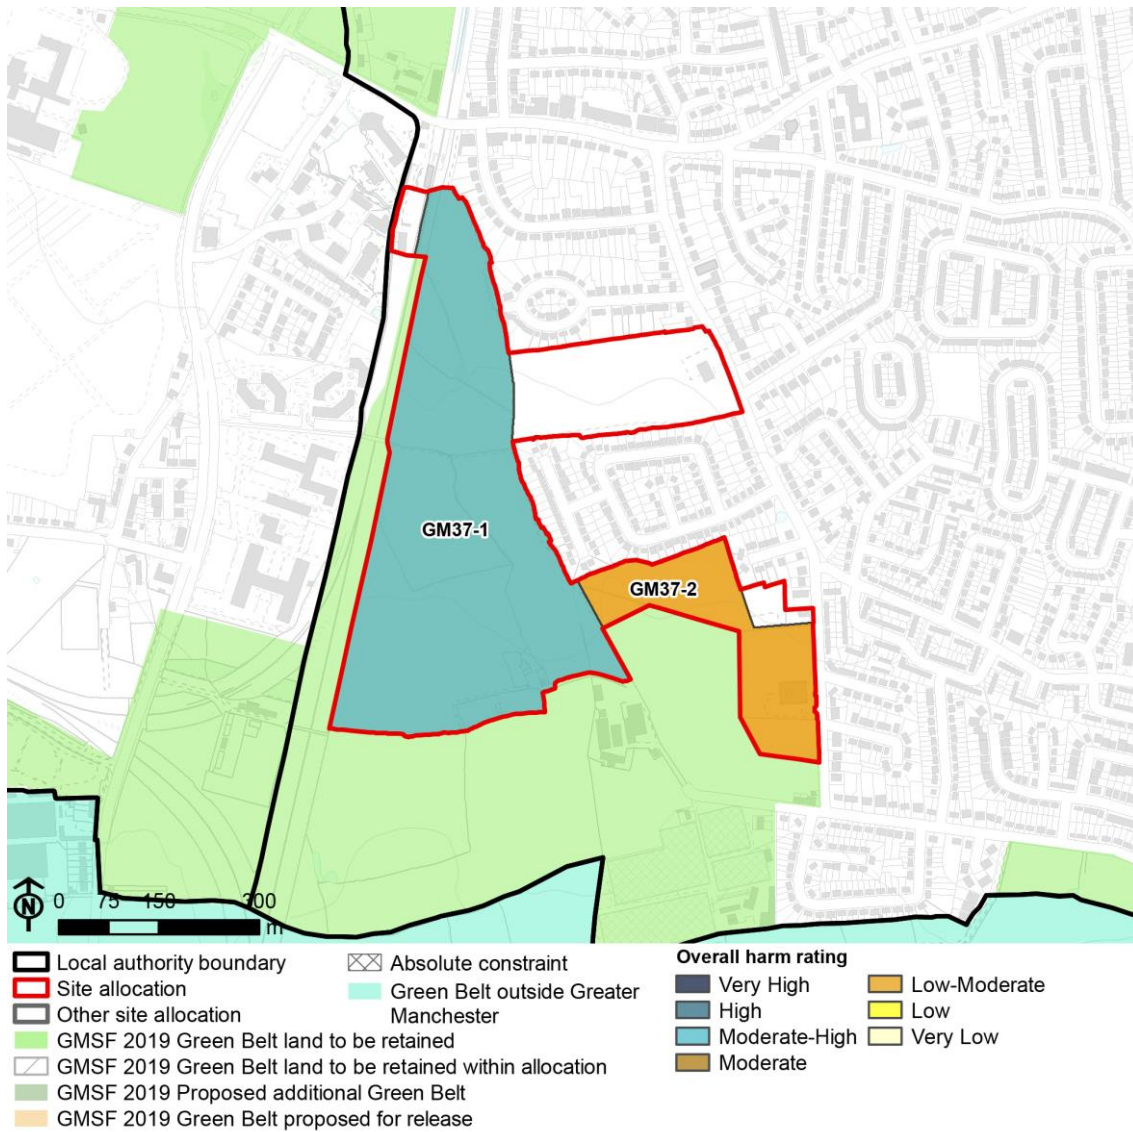 GM37-1
GM37-2
N
0 75 150 300
m
Local authority boundary
Site allocation
Other site allocation
GMSF 2019 Green Belt land to be retained
GMSF 2019 Green Belt land to be retained within allocation
GMSF 2019 Proposed additional Green Belt
GMSF 2019 Green Belt proposed for release
Absolute constraint
Green Belt outside Greater
Manchester
Overall harm rating
Very High
High
Moderate-High
Moderate
Low-Moderate
Low
Very Low